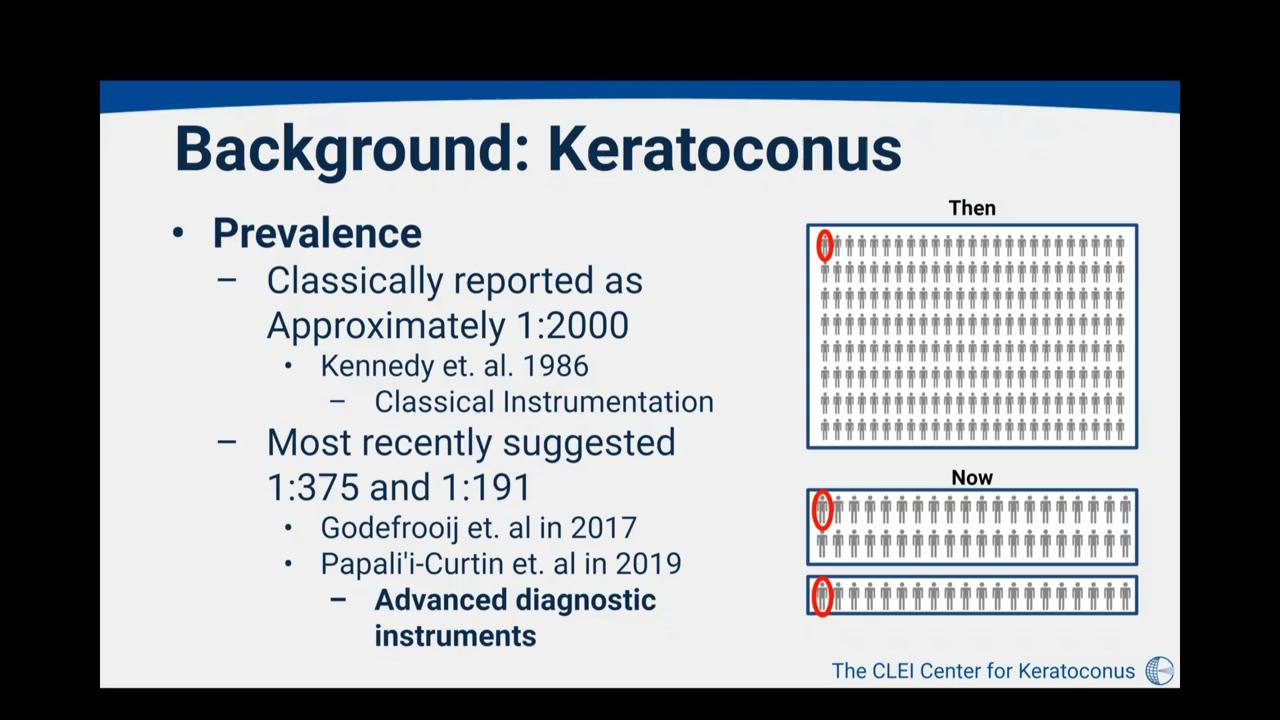 Background: Keratoconus
• Prevalence
– Classically reported as
Approximately 1:2000
• Kennedy et. al. 1986
– Classical Instrumentation
– Most recently suggested
1:375 and 1:191
• Godefrooij et. al in 2017
• Papali'i-Curtin et. al in 2019
– Advanced diagnostic
instruments
Then
Now
The CLEI Center for Keratoconus